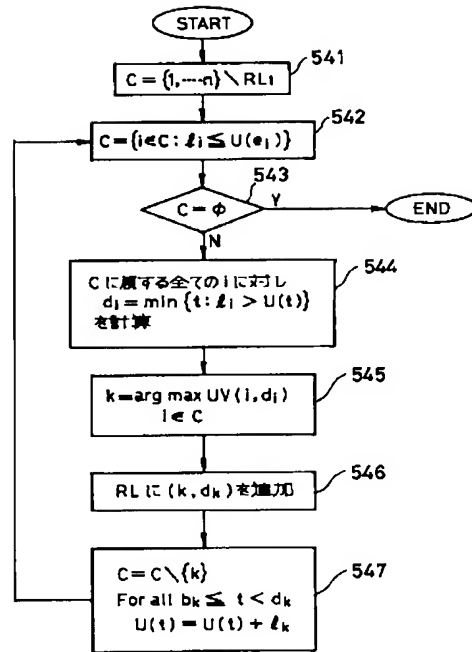 START
C = {1, ----n} \ RLi
541
C = {i∈C : ℓi ≦ U(ei)}
542
C = φ
543
Y
END
N
Cに属する全てのiに対し
di = min {t : ℓi > U(t)}
を計算
544
k = arg max UV(i, di)
i ∈ C
545
RLに(k, dk)を追加
546
C = C \ {k}
For all bk ≦ t < dk
U(t) = U(t) + ℓk
547